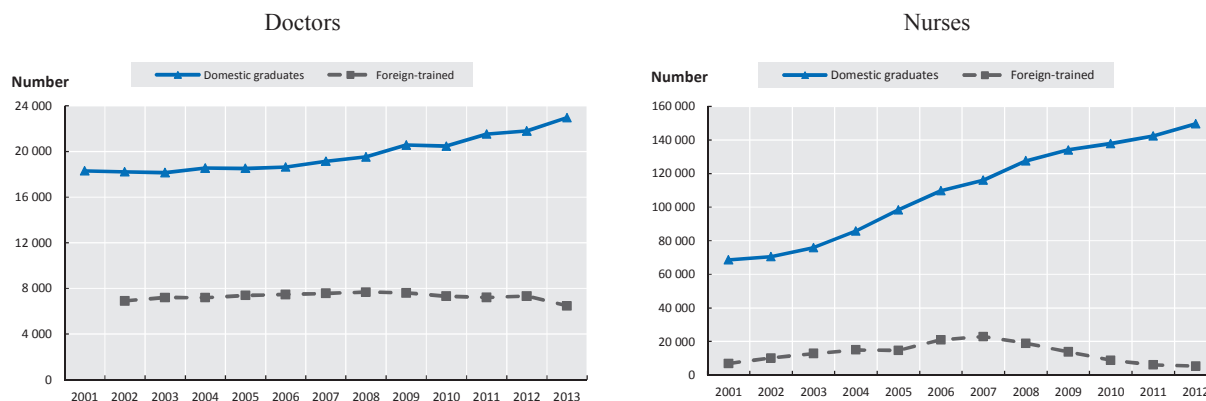 Doctors
Number
Domestic graduates
Foreign-trained
24 000
20 000
16 000
12 000
8 000
4 000
0
2001 2002 2003 2004 2005 2006 2007 2008 2009 2010 2011 2012 2013
Nurses
Number
Domestic graduates
Foreign-trained
160 000
140 000
120 000
100 000
80 000
60 000
40 000
20 000
0
2001 2002 2003 2004 2005 2006 2007 2008 2009 2010 2011 2012